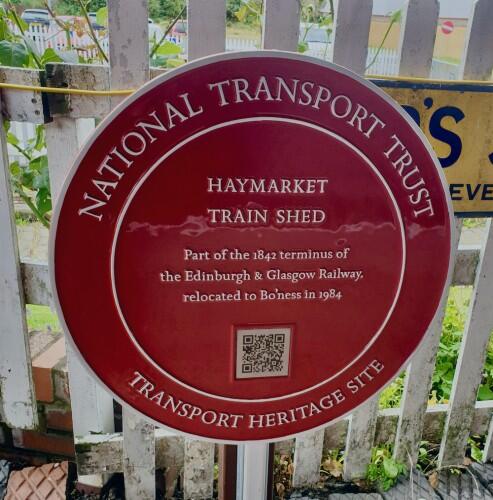 NATIONAL TRANSPORT TRUST
HAYMARKET
TRAIN SHED
Part of the 1842 terminus of
the Edinburgh & Glasgow Railway,
relocated to Bo'ness in 1984
TRANSPORT HERITAGE SITE
'S S
EVE